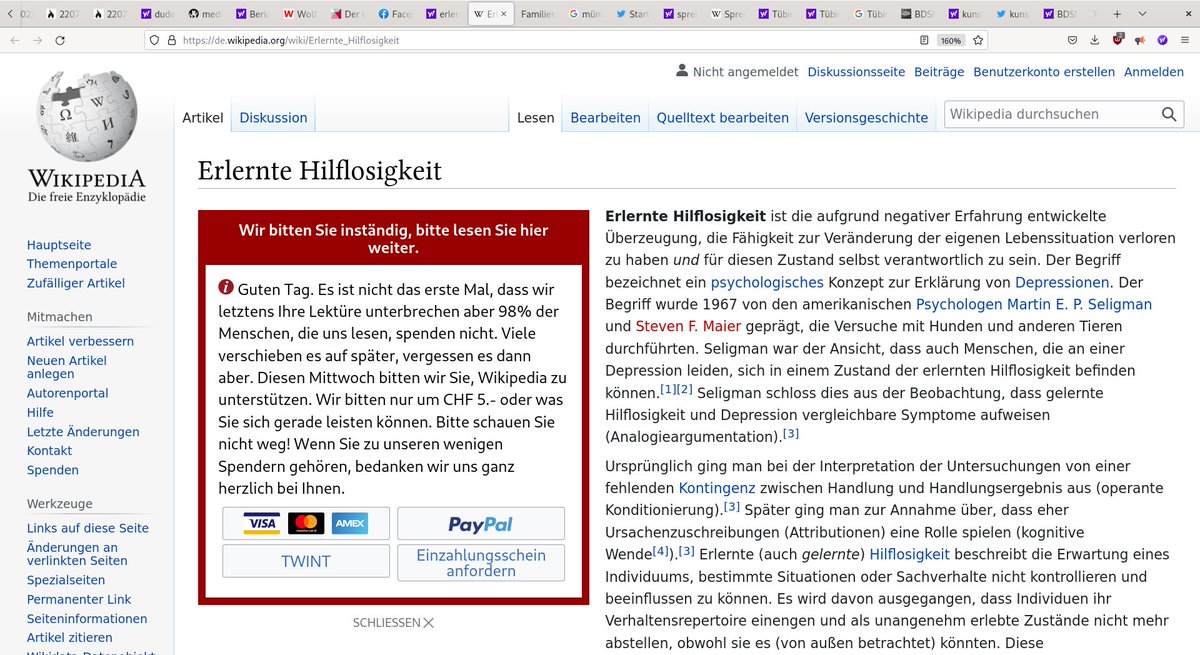 2207
2207
dude
med
Beric
Wolf
Der G
Face
erler
Erl
Familien
mün
Start
spre
Spre
Tübi
Tübi
Tübi
BDS
kuns
kuns
BDSM
https://de.wikipedia.org/wiki/Erlernte_Hilflosigkeit
160%
Nicht angemeldet Diskussionsseite Beiträge Benutzerkonto erstellen Anmelden
WIKIPEDIA
Die freie Enzyklopädie
Artikel Diskussion Lesen Bearbeiten Quelltext bearbeiten Versionsgeschichte Wikipedia durchsuchen
Hauptseite
Themenportale
Zufälliger Artikel
Mitmachen
Artikel verbessern
Neuen Artikel
anlegen
Autorenportal
Hilfe
Letzte Änderungen
Kontakt
Spenden
Werkzeuge
Links auf diese Seite
Änderungen an
verlinkten Seiten
Spezialseiten
Permanenter Link
Seiteninformationen
Artikel zitieren
Wikidata-Datenobjekt
Erlernte Hilflosigkeit
Wir bitten Sie inständig, bitte lesen Sie hier
weiter.
Guten Tag. Es ist nicht das erste Mal, dass wir
letztens Ihre Lektüre unterbrechen aber 98% der
Menschen, die uns lesen, spenden nicht. Viele
verschieben es auf später, vergessen es dann
aber. Diesen Mittwoch bitten wir Sie, Wikipedia zu
unterstützen. Wir bitten nur um CHF 5.- oder was
Sie sich gerade leisten können. Bitte schauen Sie
nicht weg! Wenn Sie zu unseren wenigen
Spendern gehören, bedanken wir uns ganz
herzlich bei Ihnen.
VISA mastercard AMEX
PayPal
TWINT
Einzahlungsschein
anfordern
SCHLIESSEN
Erlernte Hilflosigkeit ist die aufgrund negativer Erfahrung entwickelte
Überzeugung, die Fähigkeit zur Veränderung der eigenen Lebenssituation verloren
zu haben und für diesen Zustand selbst verantwortlich zu sein. Der Begriff
bezeichnet ein psychologisches Konzept zur Erklärung von Depressionen. Der
Begriff wurde 1967 von den amerikanischen Psychologen Martin E. P. Seligman
und Steven F. Maier geprägt, die Versuche mit Hunden und anderen Tieren
durchführten. Seligman war der Ansicht, dass auch Menschen, die an einer
Depression leiden, sich in einem Zustand der erlernten Hilflosigkeit befinden
können.[1][2] Seligman schloss dies aus der Beobachtung, dass gelernte
Hilflosigkeit und Depression vergleichbare Symptome aufweisen
(Analogieargumentation).[3]
Ursprünglich ging man bei der Interpretation der Untersuchungen von einer
fehlenden Kontingenz zwischen Handlung und Handlungsergebnis aus (operante
Konditionierung).[3] Später ging man zur Annahme über, dass eher
Ursachenzuschreibungen (Attributionen) eine Rolle spielen (kognitive
Wende[4]).[3] Erlernte (auch gelernte) Hilflosigkeit beschreibt die Erwartung eines
Individuums, bestimmte Situationen oder Sachverhalte nicht kontrollieren und
beeinflussen zu können. Es wird davon ausgegangen, dass Individuen ihr
Verhaltensrepertoire einengen und als unangenehm erlebte Zustände nicht mehr
abstellen, obwohl sie es (von außen betrachtet) könnten. Diese